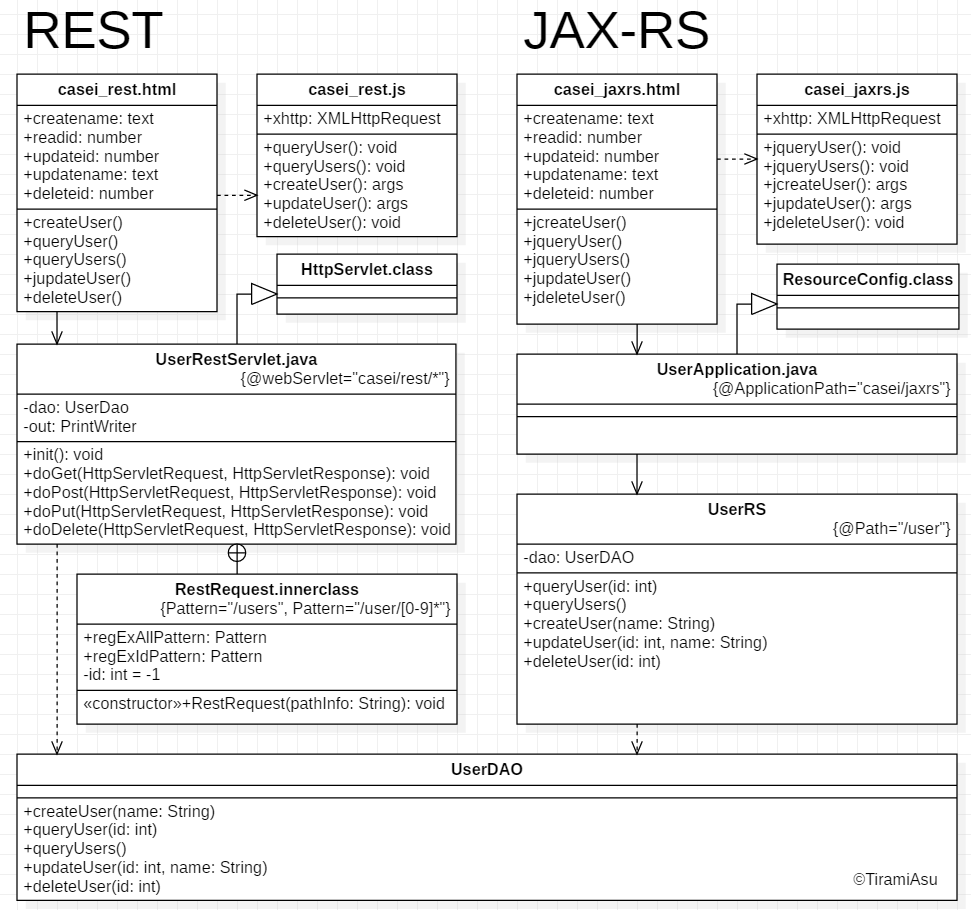 REST
JAX-RS
casei_rest.html
+createname: text
+readid: number
+updateid: number
+updatename: text
+deleteid: number
+createUser()
+queryUser()
+queryUsers()
+jupdateUser()
+deleteUser()
casei_rest.js
+xhttp: XMLHttpRequest
+queryUser(): void
+queryUsers(): void
+createUser(): args
+updateUser(): args
+deleteUser(): void
HttpServlet.class
UserRestServlet.java
{@webServlet="casei/rest/*"}
-dao: UserDao
-out: PrintWriter
+init(): void
+doGet(HttpServletRequest, HttpServletResponse): void
+doPost(HttpServletRequest, HttpServletResponse): void
+doPut(HttpServletRequest, HttpServletResponse): void
+doDelete(HttpServletRequest, HttpServletResponse): void
RestRequest.innerclass
{Pattern="/users", Pattern="/user/[0-9]*"}
+regExAllPattern: Pattern
+regExIdPattern: Pattern
-id: int = -1
«constructor»+RestRequest(pathInfo: String): void
casei_jaxrs.html
+createname: text
+readid: number
+updateid: number
+updatename: text
+deleteid: number
+jcreateUser()
+jqueryUser()
+jqueryUsers()
+jupdateUser()
+jdeleteUser()
casei_jaxrs.js
+xhttp: XMLHttpRequest
+jqueryUser(): void
+jqueryUsers(): void
+jcreateUser(): args
+jupdateUser(): args
+jdeleteUser(): void
ResourceConfig.class
UserApplication.java
{@ApplicationPath="casei/jaxrs"}
UserRS
{@Path="/user"}
-dao: UserDAO
+queryUser(id: int)
+queryUsers()
+createUser(name: String)
+updateUser(id: int, name: String)
+deleteUser(id: int)
UserDAO
+createUser(name: String)
+queryUser(id: int)
+queryUsers()
+updateUser(id: int, name: String)
+deleteUser(id: int)
©TiramiAsu